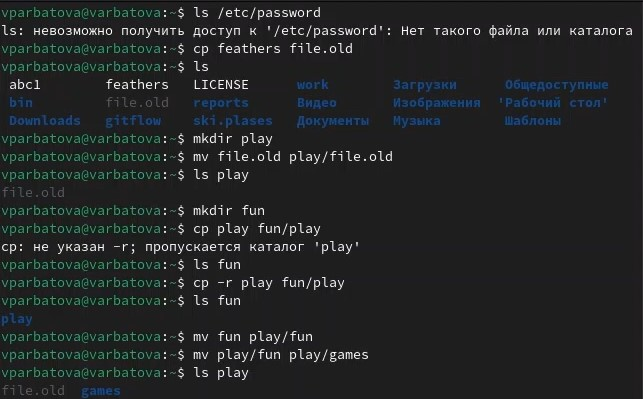 vparbatova@varbatova:~$ ls /etc/password
ls: невозможно получить доступ к '/etc/password': Нет такого файла или каталога
vparbatova@varbatova:~$ cp feathers file.old
vparbatova@varbatova:~$ ls
abc1 feathers LICENSE work Загрузки Общедоступные
bin file.old reports Видео Изображения 'Рабочий стол'
Downloads gitflow ski.plases Документы Музыка Шаблоны
vparbatova@varbatova:~$ mkdir play
vparbatova@varbatova:~$ mv file.old play/file.old
vparbatova@varbatova:~$ ls play
file.old
vparbatova@varbatova:~$ mkdir fun
vparbatova@varbatova:~$ cp play fun/play
cp: не указан -r; пропускается каталог 'play'
vparbatova@varbatova:~$ ls fun
vparbatova@varbatova:~$ cp -r play fun/play
vparbatova@varbatova:~$ ls fun
play
vparbatova@varbatova:~$ mv fun play/fun
vparbatova@varbatova:~$ mv play/fun play/games
vparbatova@varbatova:~$ ls play
file.old games